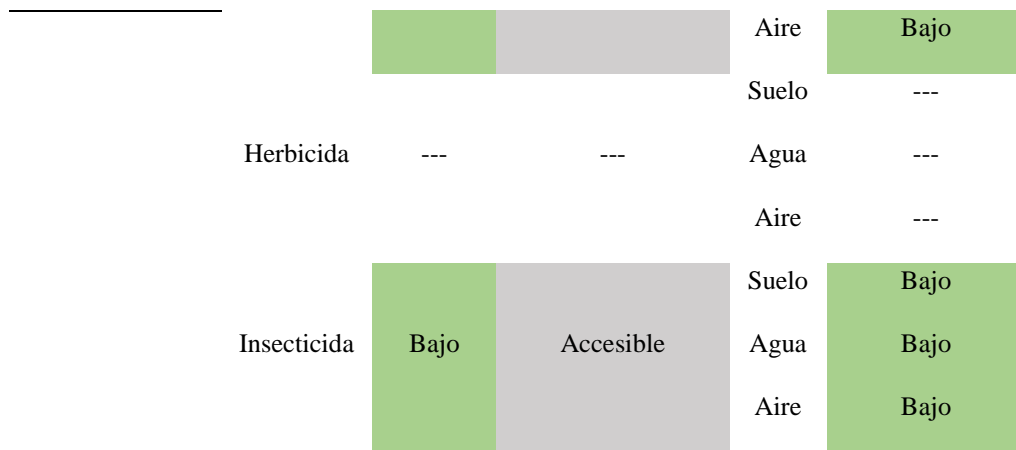 Aire Bajo
Suelo ---
Herbicida --- --- Agua ---
Aire ---
Suelo Bajo
Insecticida Bajo Accesible Agua Bajo
Aire Bajo